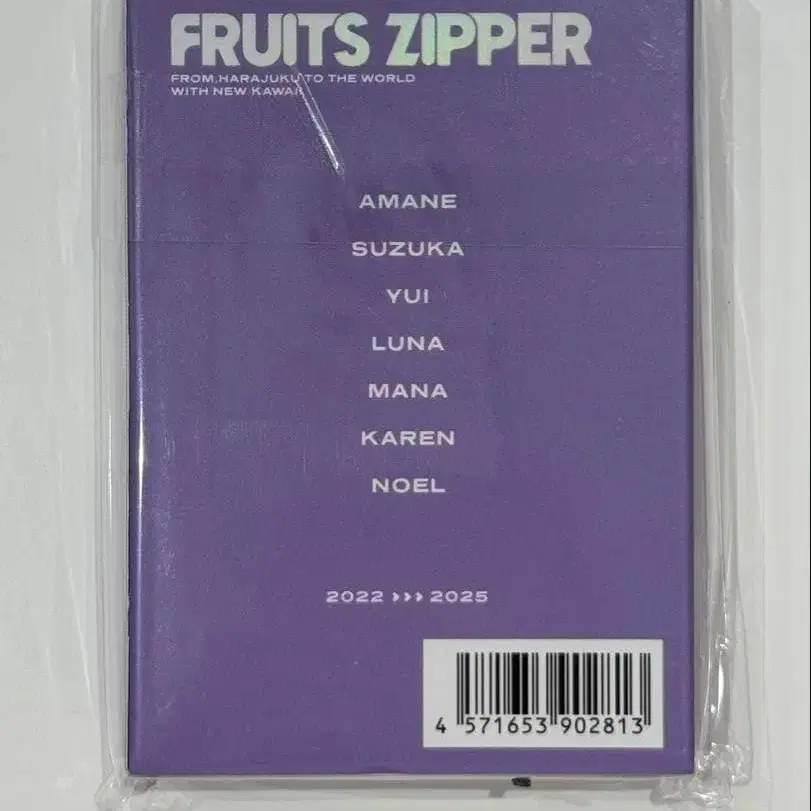 FRUITS ZIPPER
FROM HARAJUKU TO THE WORLD
WITH NEW KAWAII
AMANE
SUZUKA
YUI
LUNA
MANA
KAREN
NOEL
2022 >>> 2025
4 571653 902813